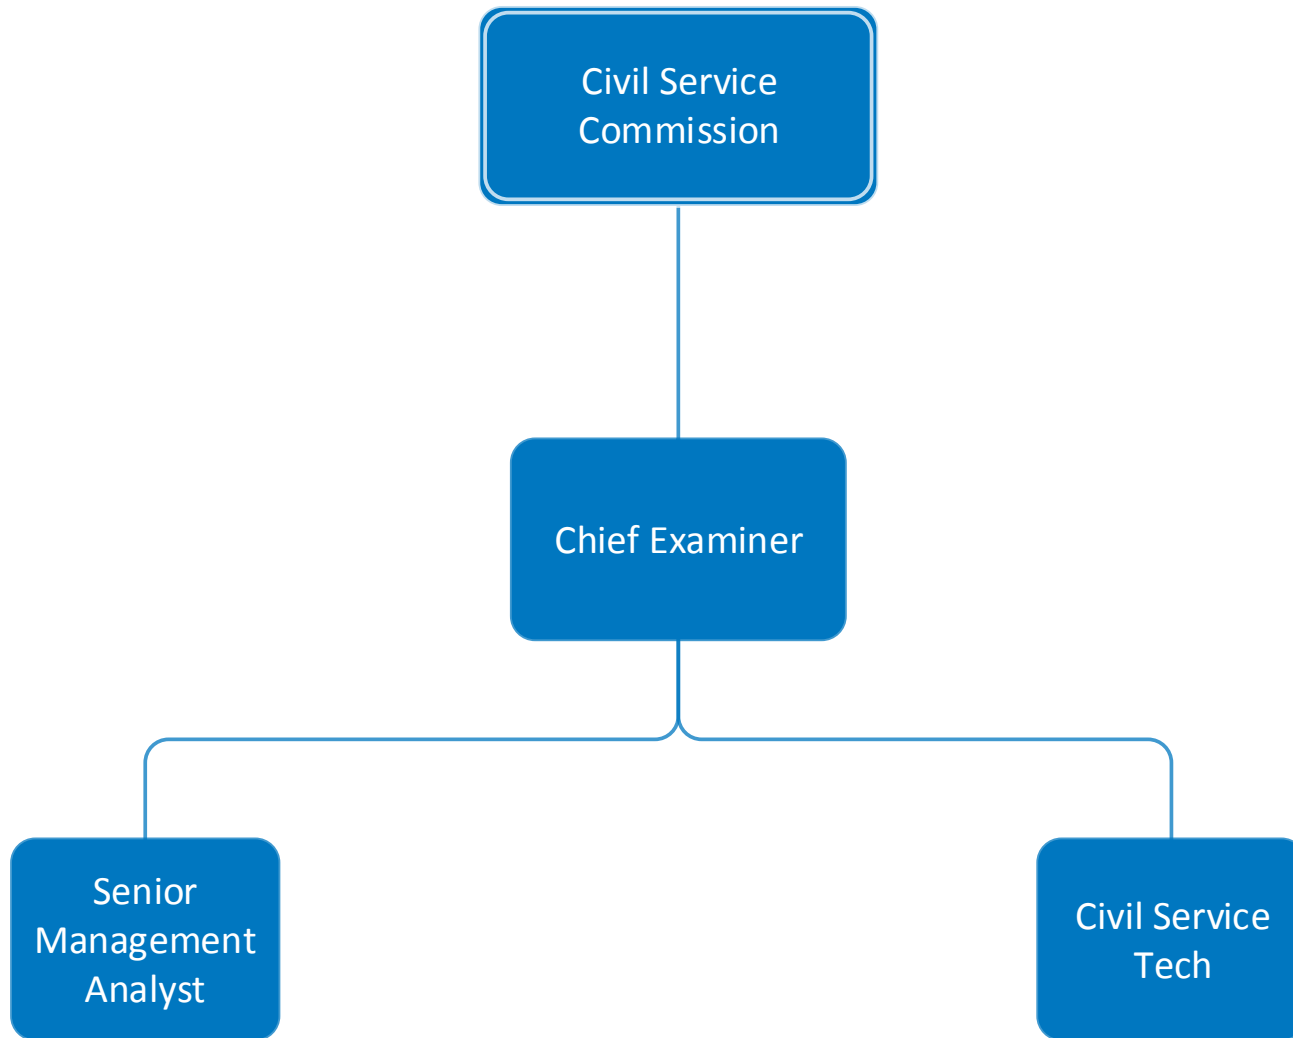 Civil Service
Commission
Chief Examiner
Senior
Management
Analyst
Civil Service
Tech